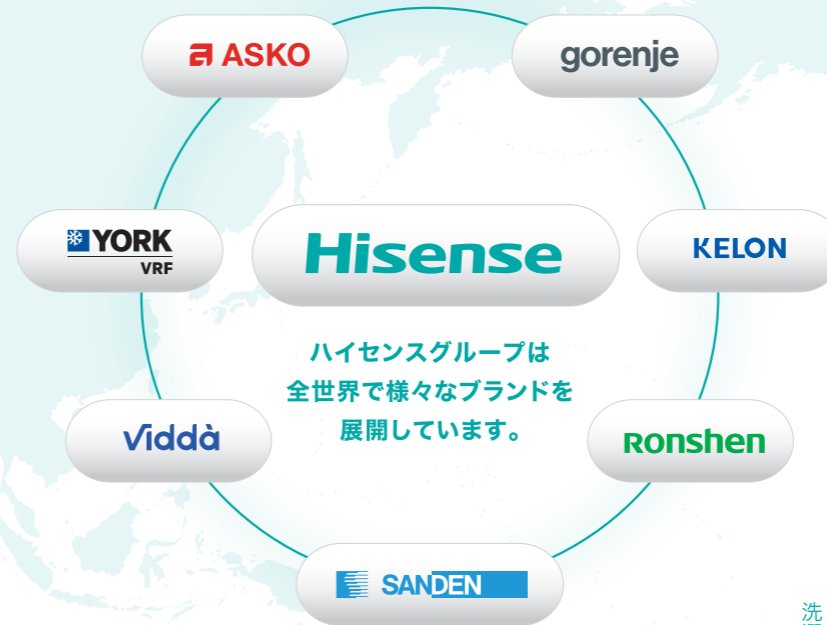 ASKO
gorenje
YORK
VRF
Hisense
KELON
ハイセンスグループは
全世界で様々なブランドを
展開しています。
Viddà
Ronshen
SANDEN
洗